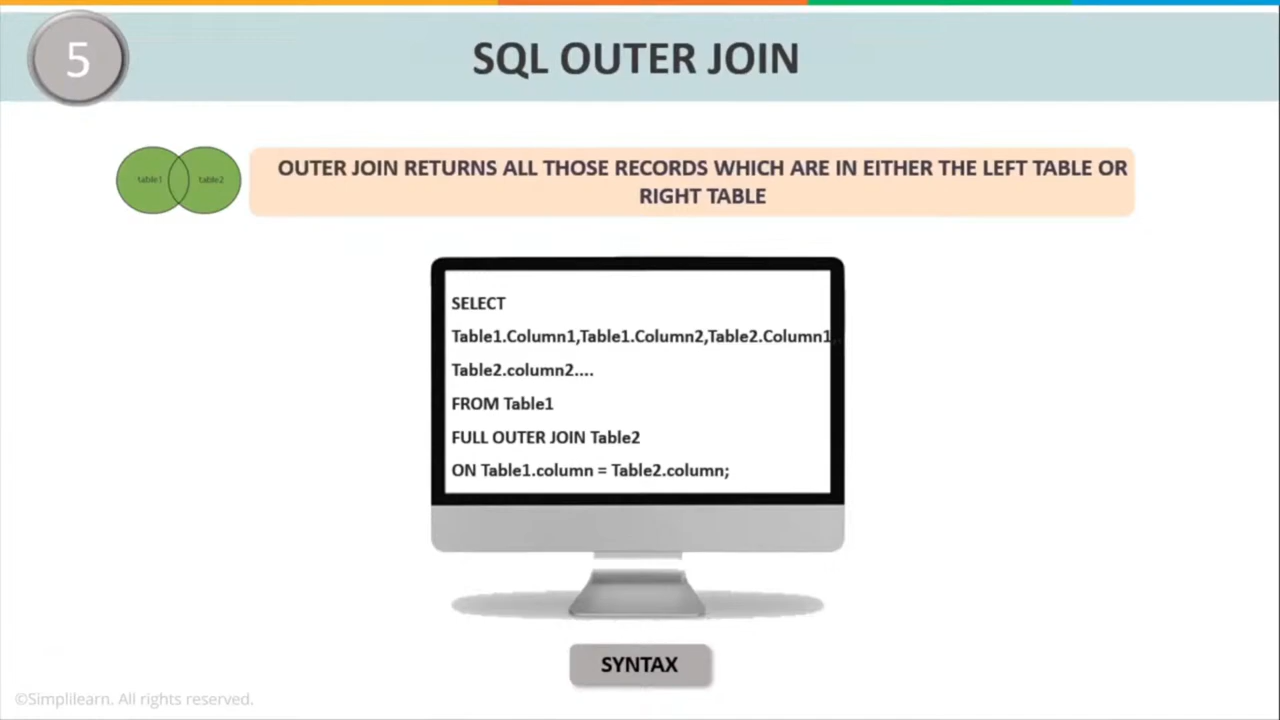 5
SQL OUTER JOIN
table1
table2
OUTER JOIN RETURNS ALL THOSE RECORDS WHICH ARE IN EITHER THE LEFT TABLE OR
RIGHT TABLE
SELECT
Table1.Column1,Table1.Column2,Table2.Column1,.
Table2.column2....
FROM Table1
FULL OUTER JOIN Table2
ON Table1.column = Table2.column;
SYNTAX
©Simplilearn. All rights reserved.